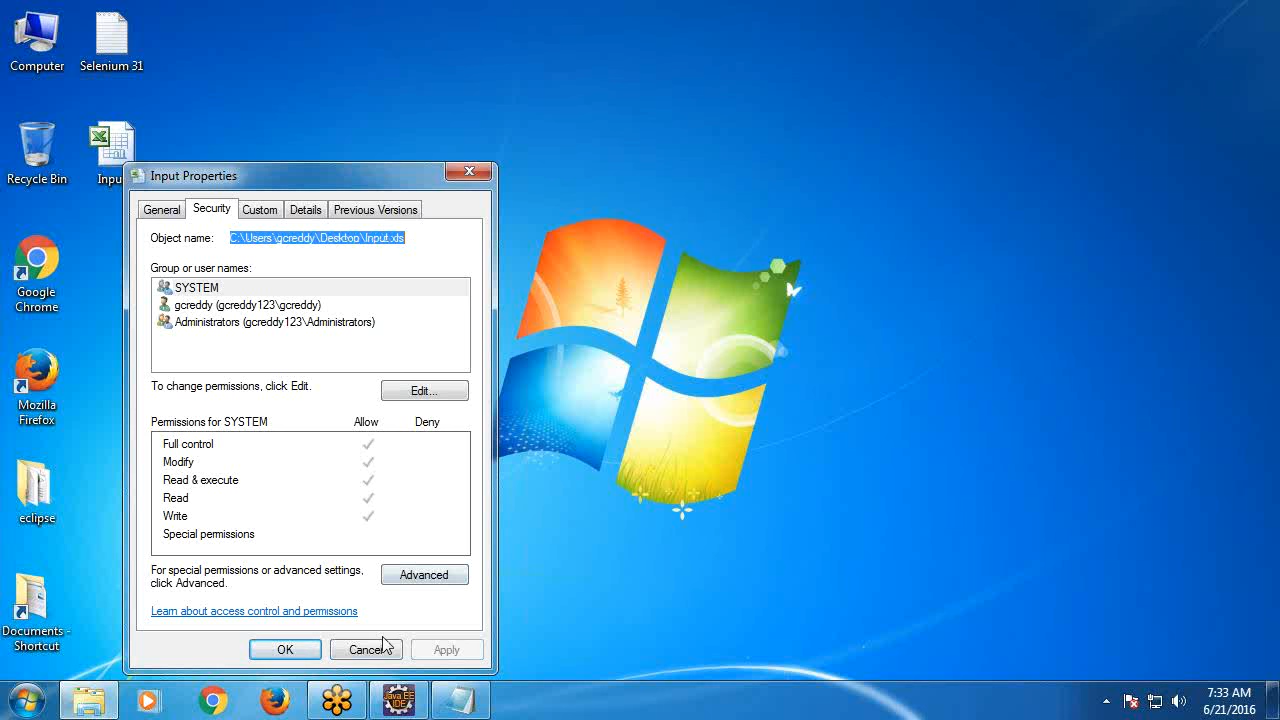 Computer
Selenium 31
Recycle Bin
Google
Chrome
Mozilla
Firefox
eclipse
Documents -
Shortcut
Input Properties
General
Security
Custom
Details
Previous Versions
Object name: C:\Users\gcreddy\Desktop\Input.xls
Group or user names:
SYSTEM
gcreddy (gcreddy123\gcreddy)
Administrators (gcreddy123\Administrators)
To change permissions, click Edit.
Edit...
Permissions for SYSTEM Allow Deny
Full control
Modify
Read & execute
Read
Write
Special permissions
For special permissions or advanced settings,
click Advanced.
Advanced
Learn about access control and permissions
OK
Cancel
Apply
Java EE
IDE
7:33 AM
6/21/2016